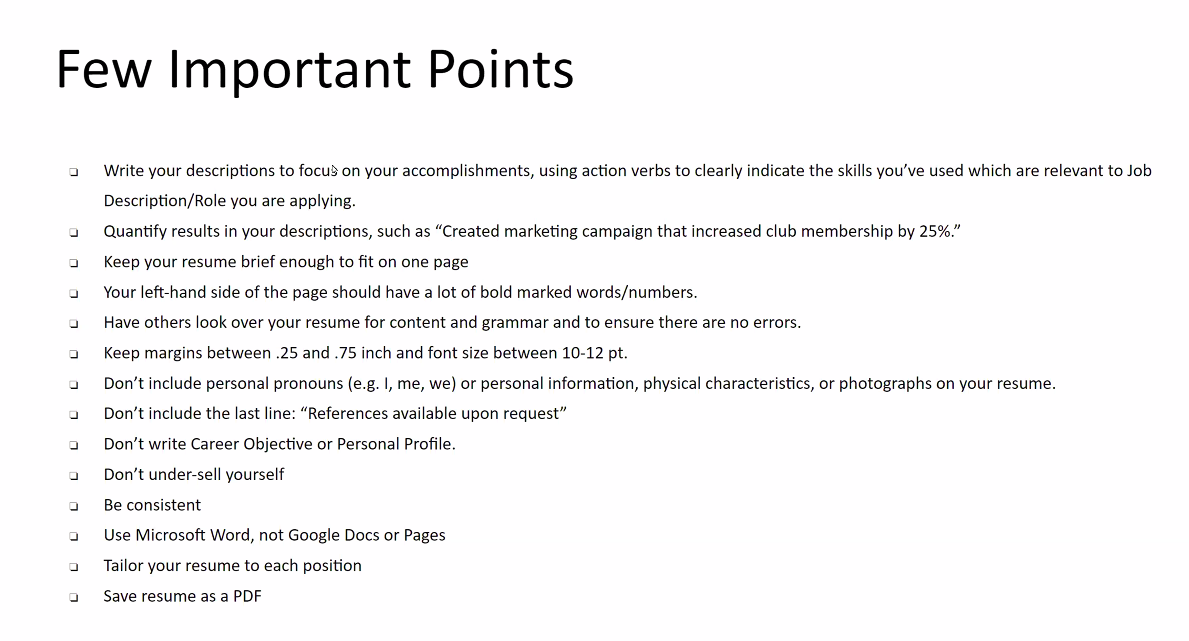 Few Important Points
❑ Write your descriptions to focus on your accomplishments, using action verbs to clearly indicate the skills you’ve used which are relevant to Job
Description/Role you are applying.
❑ Quantify results in your descriptions, such as “Created marketing campaign that increased club membership by 25%.”
❑ Keep your resume brief enough to fit on one page
❑ Your left-hand side of the page should have a lot of bold marked words/numbers.
❑ Have others look over your resume for content and grammar and to ensure there are no errors.
❑ Keep margins between .25 and .75 inch and font size between 10-12 pt.
❑ Don’t include personal pronouns (e.g. I, me, we) or personal information, physical characteristics, or photographs on your resume.
❑ Don’t include the last line: “References available upon request”
❑ Don’t write Career Objective or Personal Profile.
❑ Don’t under-sell yourself
❑ Be consistent
❑ Use Microsoft Word, not Google Docs or Pages
❑ Tailor your resume to each position
❑ Save resume as a PDF